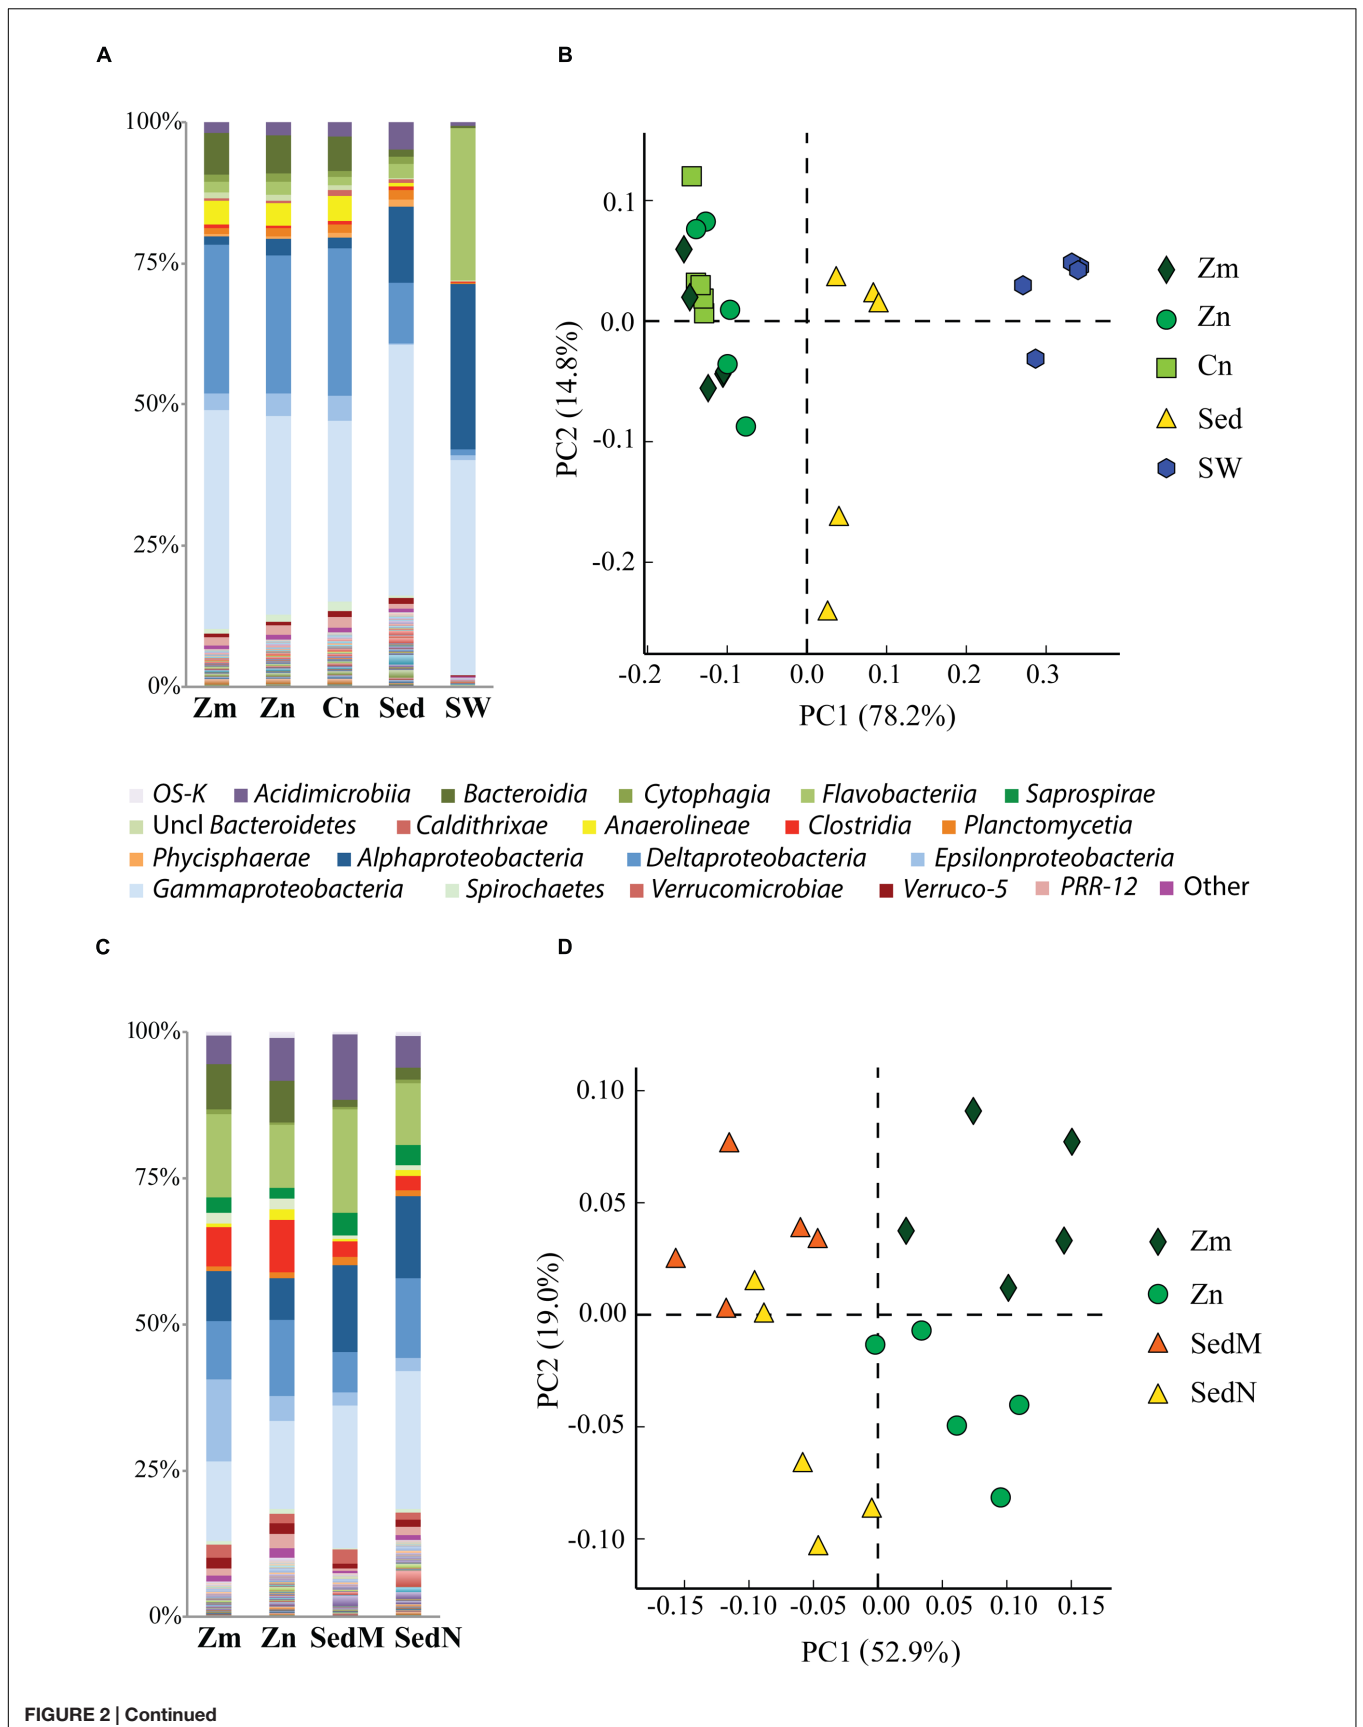 A
B
100%
75%
50%
25%
0%
Zm Zn Cn Sed SW
PC2 (14.8%)
0.1
0.0
-0.1
-0.2
-0.2 -0.1 0.0 0.1 0.2 0.3
PC1 (78.2%)
Zm
Zn
Cn
Sed
SW
OS-K Acidimicrobiia Bacteroidia Cytophagia Flavobacteriia Saprospirae
Uncl Bacteroidetes Caldithrixae Anaerolineae Clostridia Planctomycetia
Phycisphaerae Alphaproteobacteria Deltaproteobacteria Epsilonproteobacteria
Gammaproteobacteria Spirochaetes Verrucomicrobiae Verruco-5 PRR-12 Other
C
D
100%
75%
50%
25%
0%
Zm Zn SedM SedN
PC2 (19.0%)
0.10
0.05
0.00
-0.05
-0.10
-0.15 -0.10 -0.05 0.00 0.05 0.10 0.15
PC1 (52.9%)
Zm
Zn
SedM
SedN
FIGURE 2 | Continued